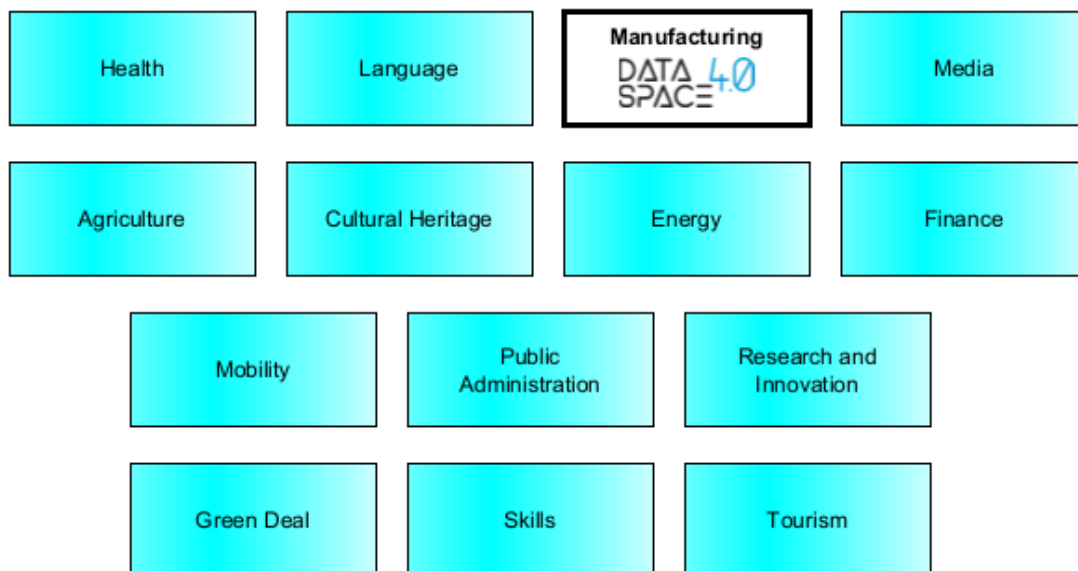 Health
Language
Manufacturing
DATA 4.0
SPACE
Media
Agriculture
Cultural Heritage
Energy
Finance
Mobility
Public
Administration
Research and
Innovation
Green Deal
Skills
Tourism